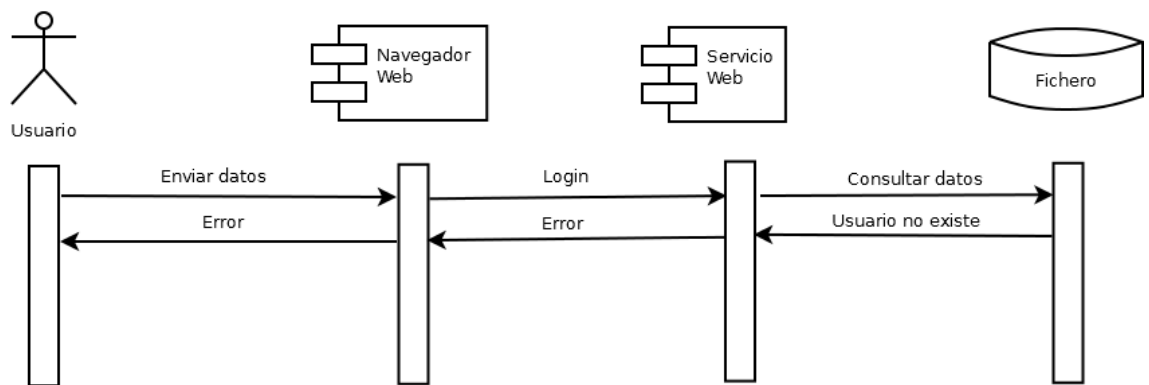 Usuario
Navegador
Web
Servicio
Web
Fichero
Enviar datos
Login
Consultar datos
Error
Error
Usuario no existe